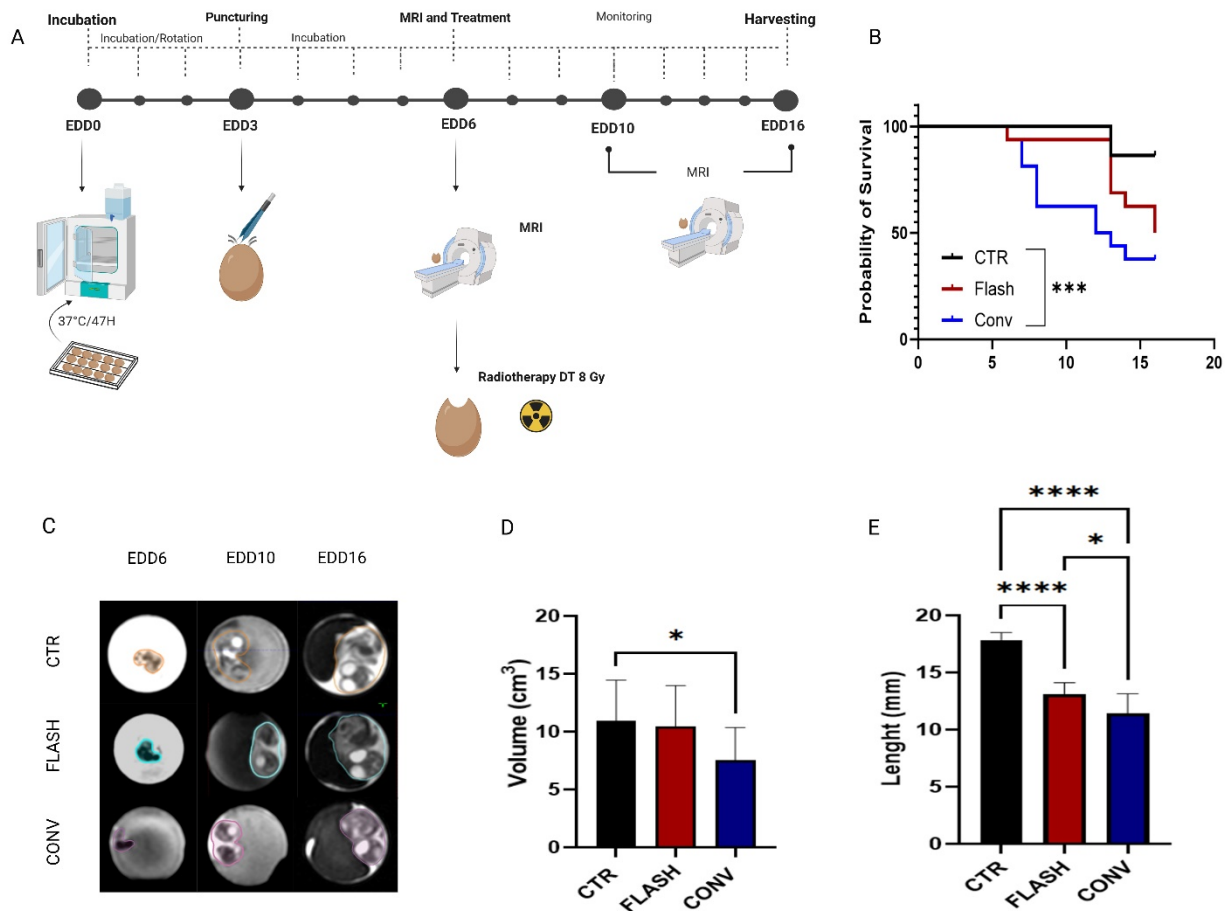 A
Incubation
Puncturing
MRI and Treatment
Monitoring
Harvesting
Incubation/Rotation
Incubation
EDD0
EDD3
EDD6
EDD10
EDD16
MRI
MRI
37°C/47H
Radiotherapy DT 8 Gy
B
Probability of Survival
100
50
0
0
5
10
15
20
CTR
Flash
Conv
***
C
EDD6
EDD10
EDD16
CTR
FLASH
CONV
D
Volume (cm³)
20
15
10
5
0
*
CTR
FLASH
CONV
E
Lenght (mm)
20
15
10
5
0
****
*
****
CTR
FLASH
CONV